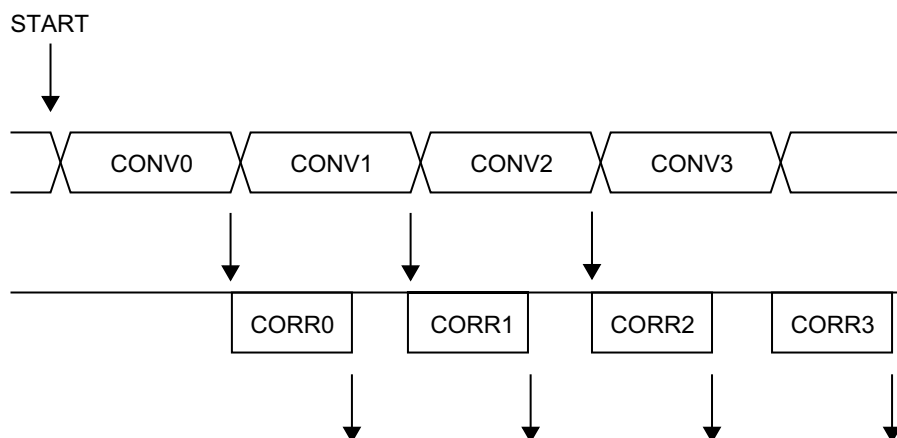 START
CONV0 CONV1 CONV2 CONV3
CORR0 CORR1 CORR2 CORR3